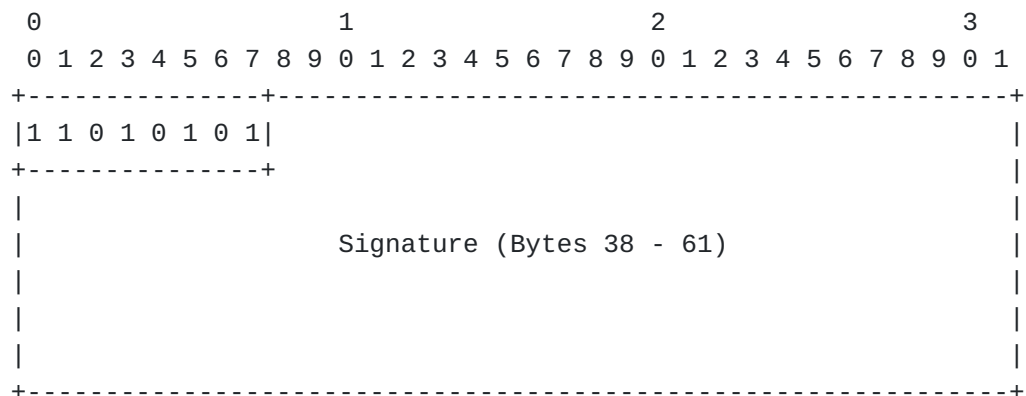 0                   1                   2                   3
 0 1 2 3 4 5 6 7 8 9 0 1 2 3 4 5 6 7 8 9 0 1 2 3 4 5 6 7 8 9 0 1
+---------------+-----------------------------------------------+
|1 1 0 1 0 1 0 1|                                               |
+---------------+                                               |
|                                                               |
|                    Signature (Bytes 38 - 61)                  |
|                                                               |
|                                                               |
|                                                               |
+---------------------------------------------------------------+